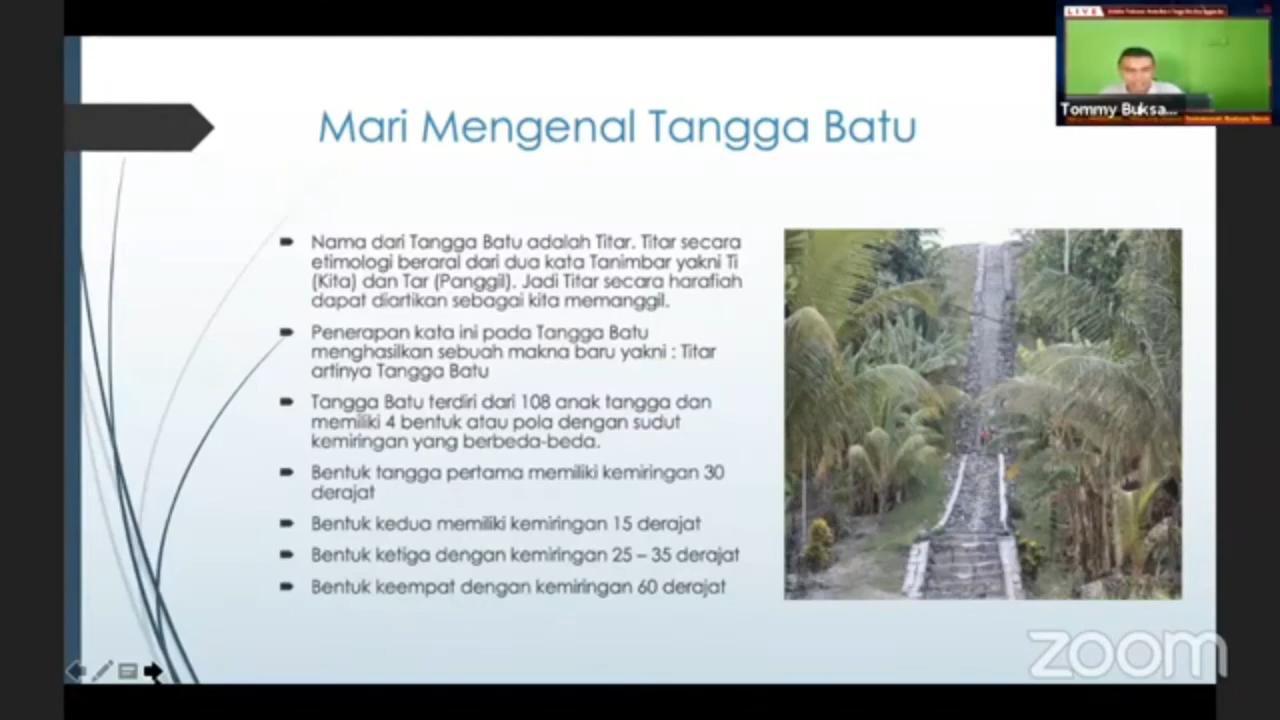 LIVE
Tommy Buksa...
Mari Mengenal Tangga Batu
Nama dari Tangga Batu adalah Titar. Titar secara
etimologi beraral dari dua kata Tanimbar yakni Ti
(Kita) dan Tar (Panggil). Jadi Titar secara harafiah
dapat diartikan sebagai kita memanggil.
Penerapan kata ini pada Tangga Batu
menghasilkan sebuah makna baru yakni : Titar
artinya Tangga Batu
Tangga Batu terdiri dari 108 anak tangga dan
memiliki 4 bentuk atau pola dengan sudut
kemiringan yang berbeda-beda.
Bentuk tangga pertama memiliki kemiringan 30
derajat
Bentuk kedua memiliki kemiringan 15 derajat
Bentuk ketiga dengan kemiringan 25 – 35 derajat
Bentuk keempat dengan kemiringan 60 derajat
zoom